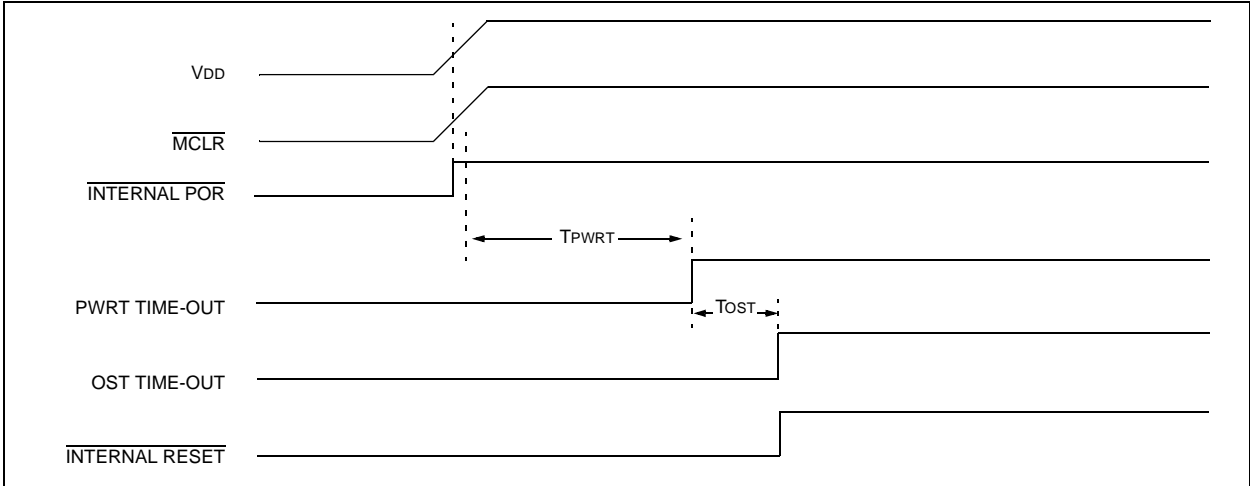 VDD
MCLR
INTERNAL POR
TPWRT
PWRT TIME-OUT
TOST
OST TIME-OUT
INTERNAL RESET